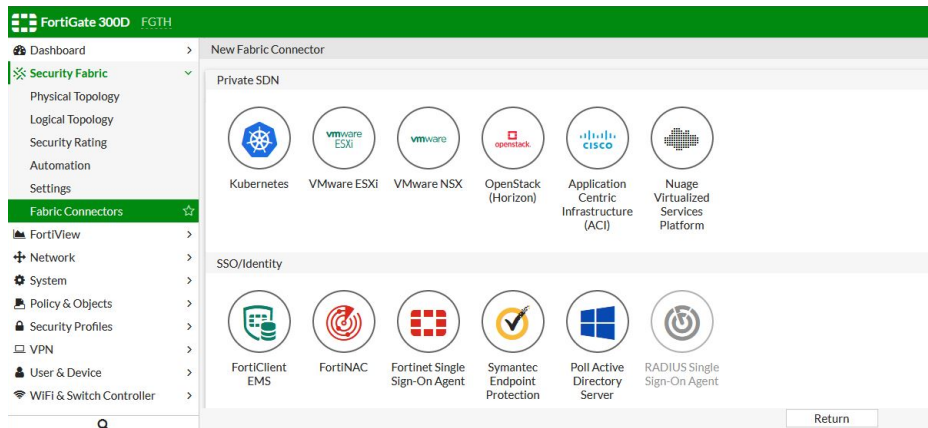 FortiGate 300D FGTH
Dashboard
Security Fabric
Physical Topology
Logical Topology
Security Rating
Automation
Settings
Fabric Connectors
FortiView
Network
System
Policy & Objects
Security Profiles
VPN
User & Device
WiFi & Switch Controller
New Fabric Connector
Private SDN
vmware
ESXi
vmware
openstack.
CISCO
Kubernetes
VMware ESXi
VMware NSX
OpenStack
(Horizon)
Application
Centric
Infrastructure
(ACI)
Nuage
Virtualized
Services
Platform
SSO/Identity
FortiClient
EMS
FortiNAC
Fortinet Single
Sign-On Agent
Symantec
Endpoint
Protection
Poll Active
Directory
Server
RADIUS Single
Sign-On Agent
Return